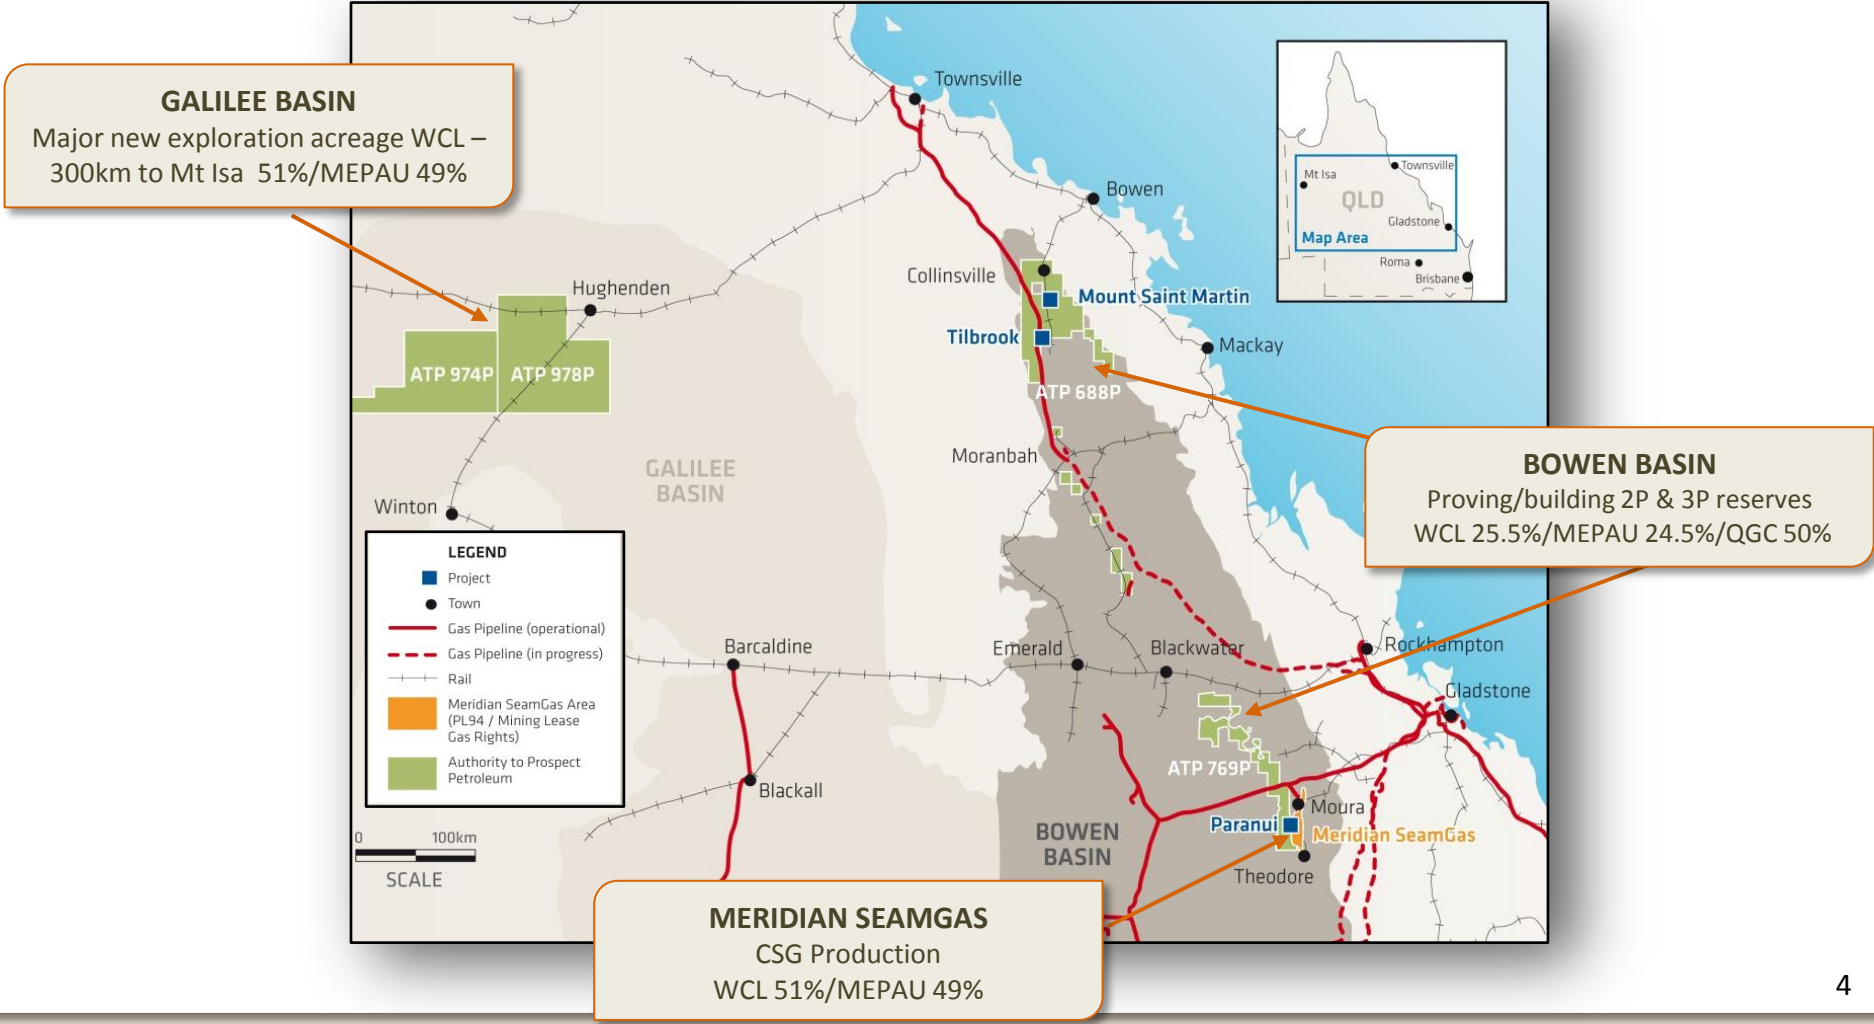 GALILEE BASIN
Major new exploration acreage WCL –
300km to Mt Isa  51%/MEPAU 49%
Townsville
Bowen
Collinsville
Mount Saint Martin
Tilbrook
Mackay
Hughenden
ATP 974P
ATP 978P
ATP 688P
Moranbah
GALILEE
BASIN
Winton
Mt Isa
Townsville
QLD
Gladstone
Map Area
Roma
Brisbane
BOWEN BASIN
Proving/building 2P & 3P reserves
WCL 25.5%/MEPAU 24.5%/QGC 50%
LEGEND
Project
Town
Gas Pipeline (operational)
Gas Pipeline (in progress)
Rail
Meridian SeamGas Area
(PL94 / Mining Lease
Gas Rights)
Authority to Prospect
Petroleum
Barcaldine
Emerald
Blackwater
Rockhampton
Gladstone
Blackall
ATP 769P
Moura
Paranui
Meridian SeamGas
BOWEN
BASIN
Theodore
0
100km
SCALE
MERIDIAN SEAMGAS
CSG Production
WCL 51%/MEPAU 49%
4